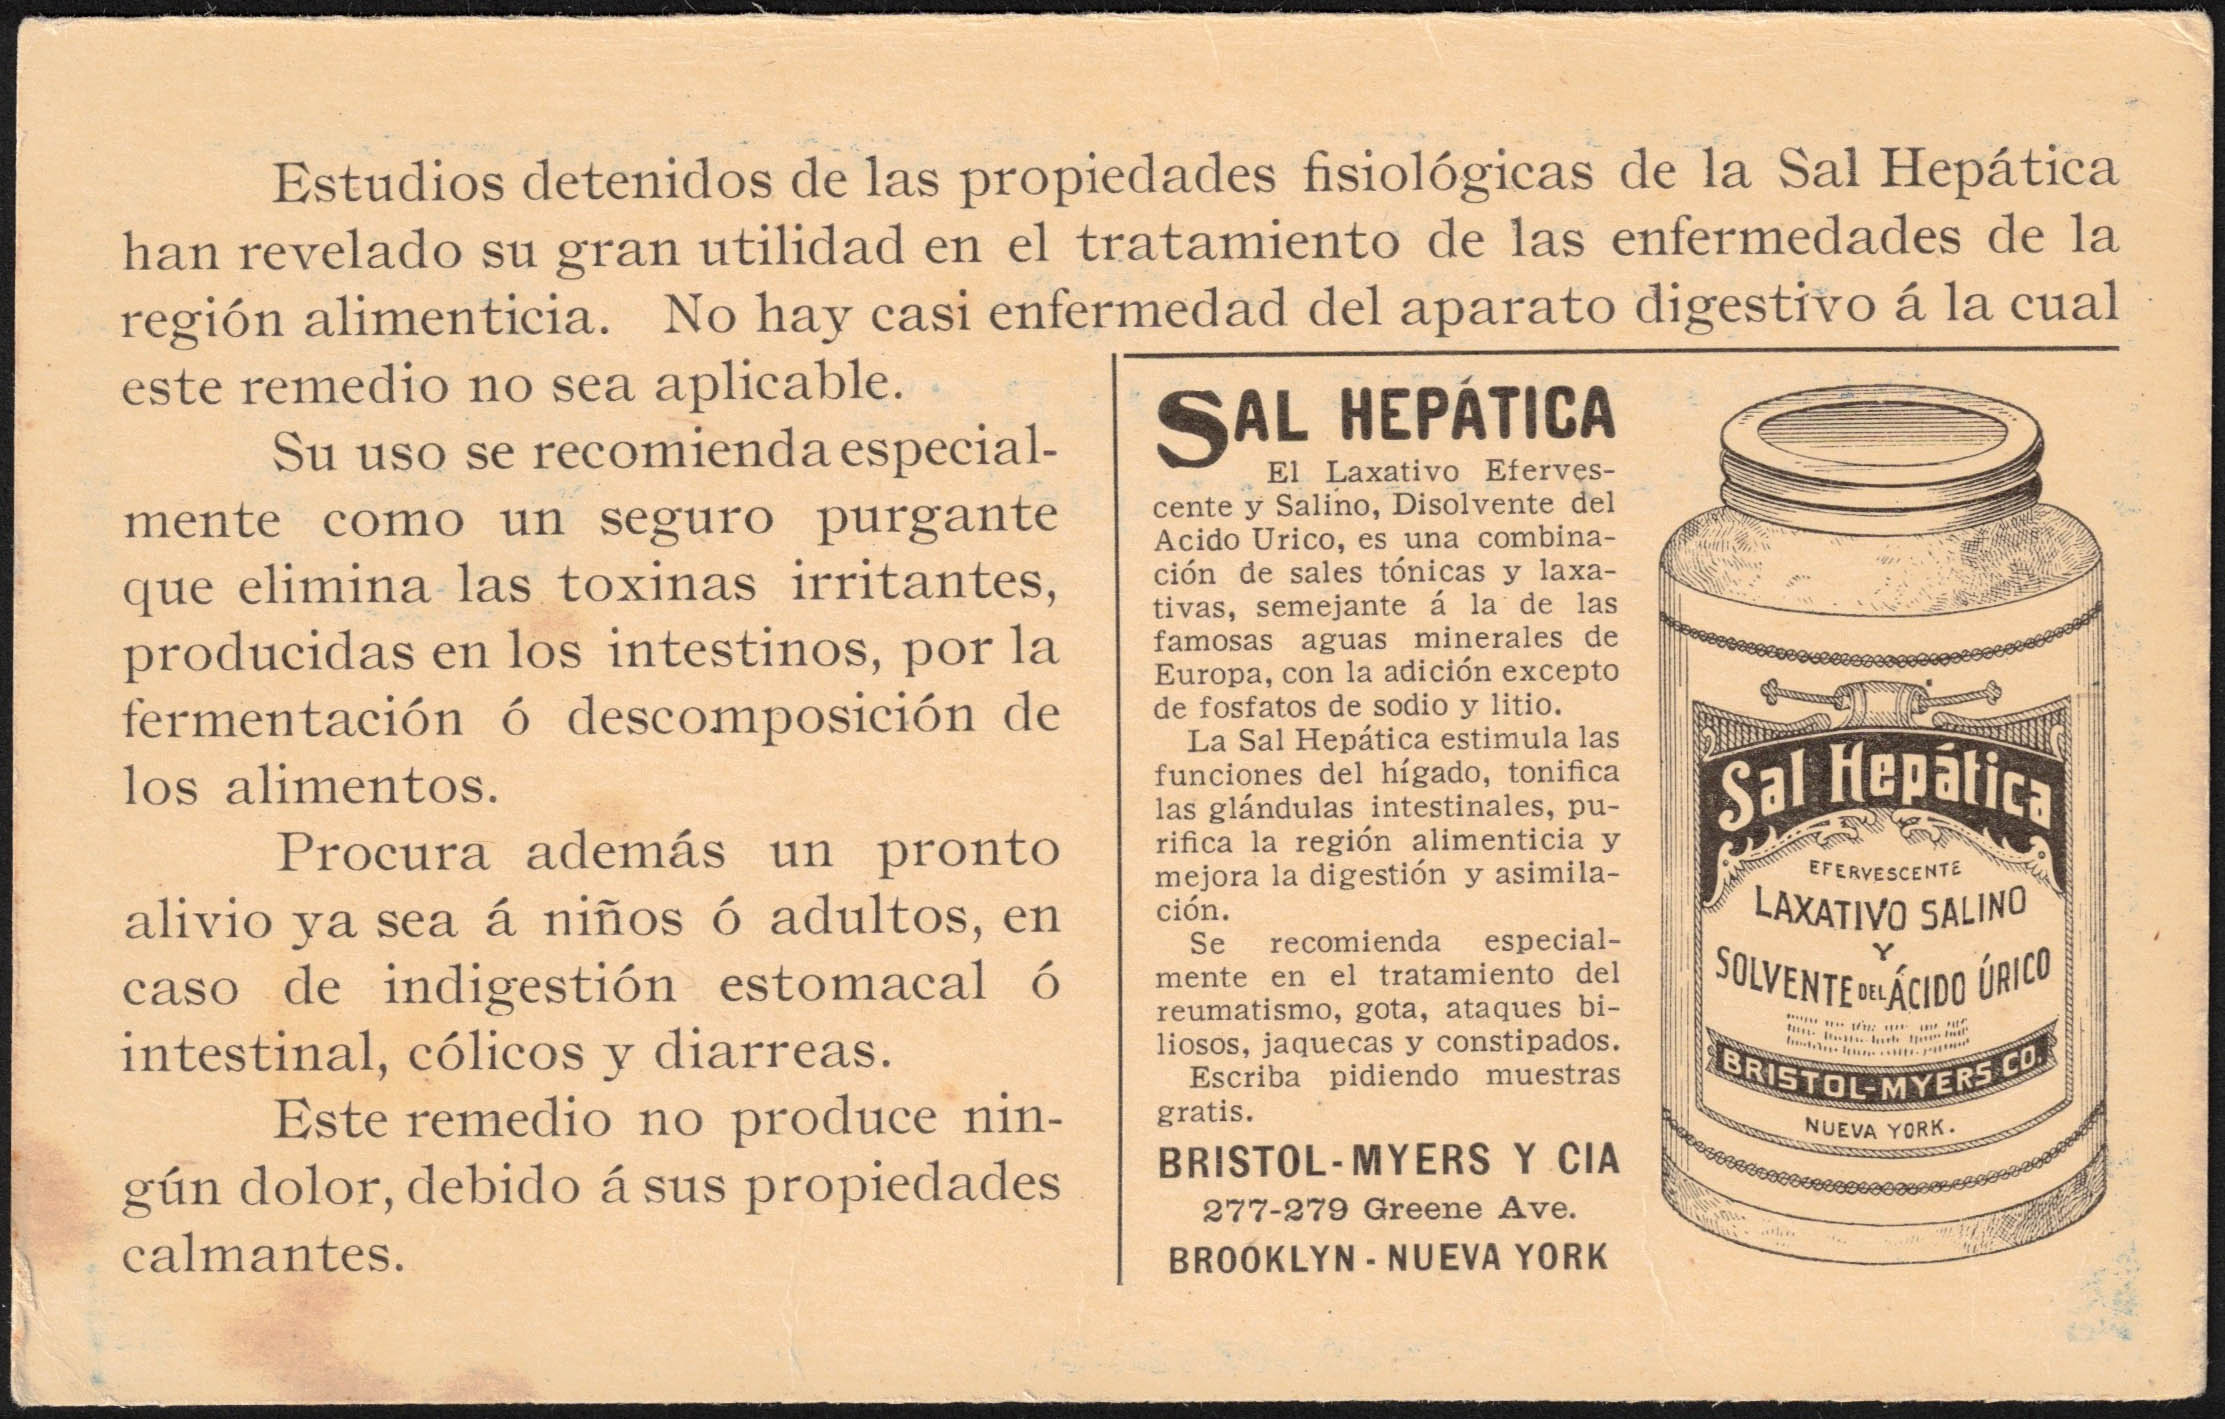 Estudios detenidos de las propiedades fisiológicas de la Sal Hepática
han revelado su gran utilidad en el tratamiento de las enfermedades de la
región alimenticia. No hay casi enfermedad del aparato digestivo á la cual
este remedio no sea aplicable.
Su uso se recomienda especial-
mente como un seguro purgante
que elimina las toxinas irritantes,
producidas en los intestinos, por la
fermentación ó descomposición de
los alimentos.
Procura además un pronto
alivio ya sea á niños ó adultos, en
caso de indigestión estomacal ó
intestinal, cólicos y diarreas.
Este remedio no produce nin-
gún dolor, debido á sus propiedades
calmantes.
SAL HEPÁTICA
El Laxativo Eferves-
cente y Salino, Disolvente del
Acido Urico, es una combina-
ción de sales tónicas y laxa-
tivas, semejante á la de las
famosas aguas minerales de
Europa, con la adición excepto
de fosfatos de sodio y litio.
La Sal Hepática estimula las
funciones del hígado, tonifica
las glándulas intestinales, pu-
rifica la región alimenticia y
mejora la digestión y asimila-
ción.
Se recomienda especial-
mente en el tratamiento del
reumatismo, gota, ataques bi-
liosos, jaquecas y constipados.
Escriba pidiendo muestras
gratis.
BRISTOL-MYERS Y CIA
277-279 Greene Ave.
BROOKLYN - NUEVA YORK
Sal Hepática
EFERVESCENTE
LAXATIVO SALINO
Y
SOLVENTE DEL ÁCIDO ÚRICO
BRISTOL-MYERS CO.
NUEVA YORK.